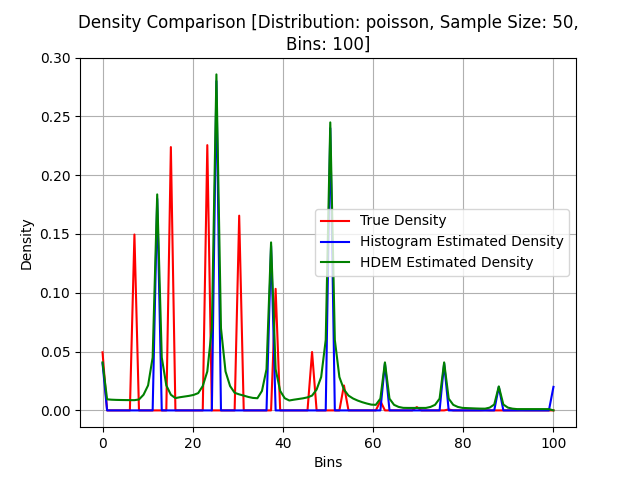 Density Comparison [Distribution: poisson, Sample Size: 50,
Bins: 100]
0.30
0.25
0.20
0.15
0.10
0.05
0.00
Density
True Density
Histogram Estimated Density
HDEM Estimated Density
0 20 40 60 80 100
Bins